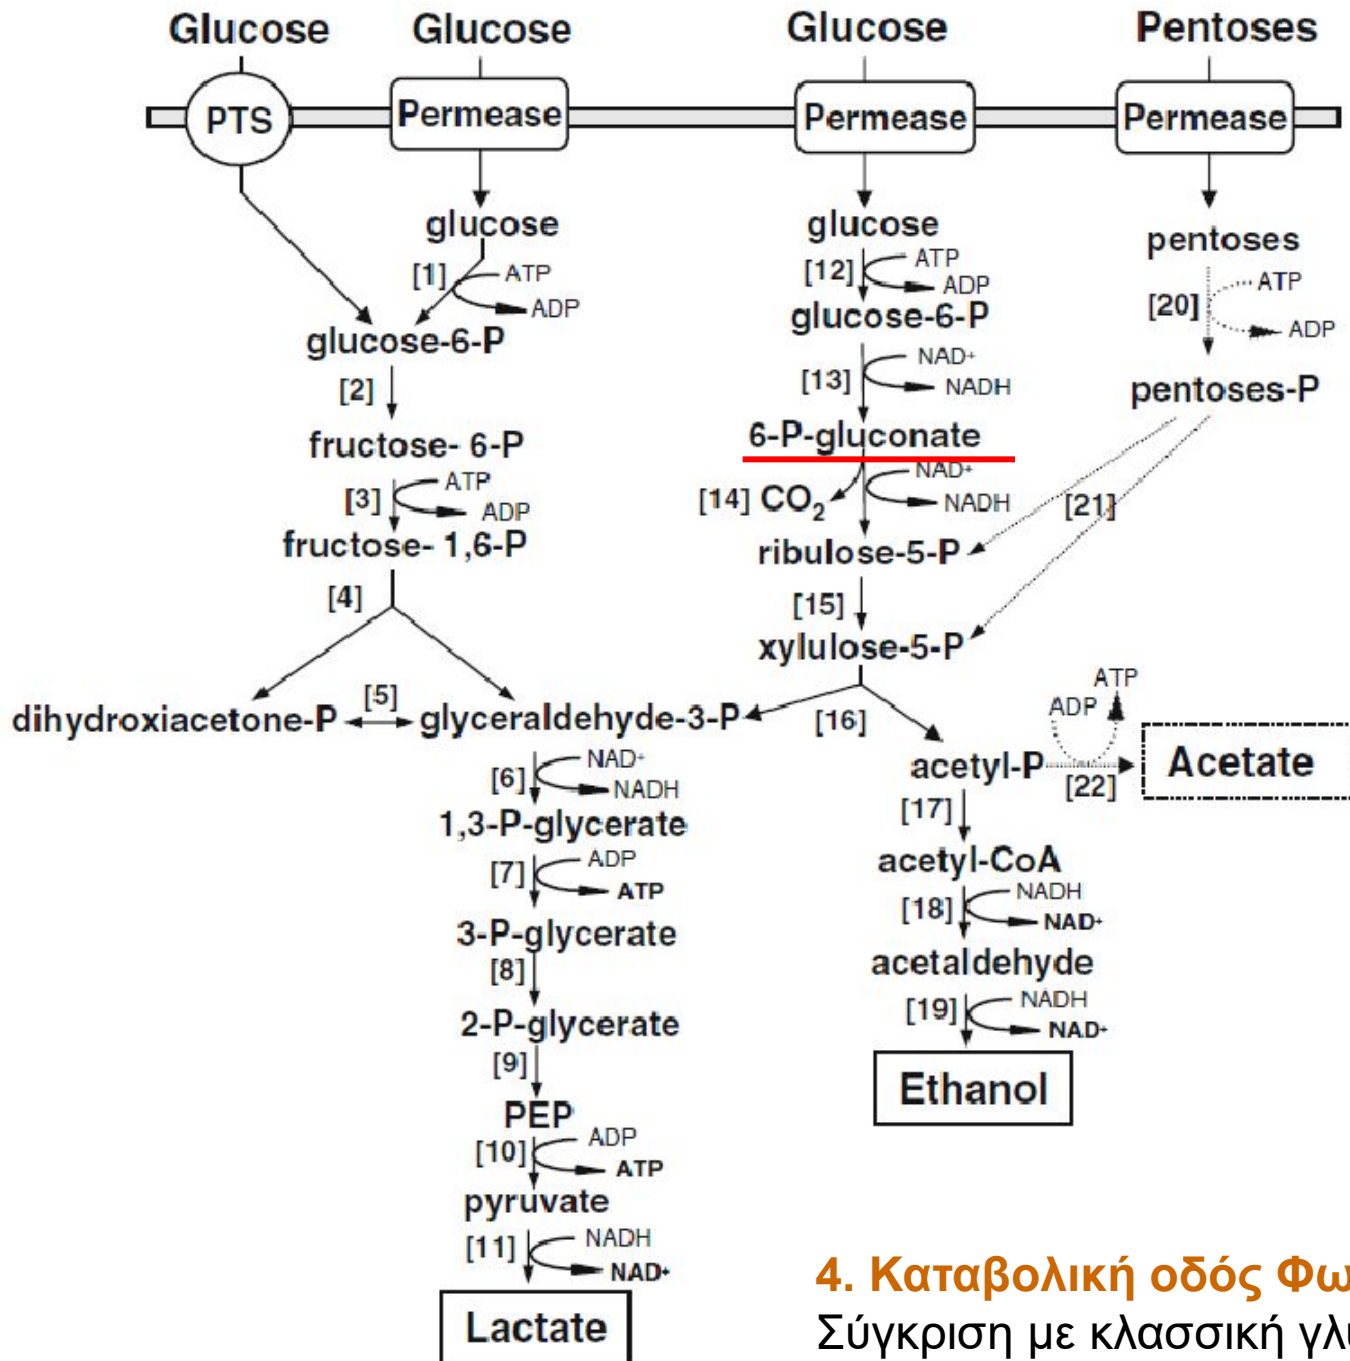 Glucose Glucose Glucose Pentoses
PTS Permease Permease Permease
glucose glucose pentoses
[1] ATP ADP [12] ATP ADP [20] ATP ADP
glucose-6-P glucose-6-P pentoses-P
[2] [13] NAD+ NADH
fructose- 6-P 6-P-gluconate
[3] ATP ADP [14] CO2 NAD+ NADH [21]
fructose- 1,6-P ribulose-5-P
[4] [15]
xylulose-5-P
dihydroxiacetone-P [5] glyceraldehyde-3-P [16] ADP ATP
[6] NAD+ NADH acetyl-P [22] Acetate
1,3-P-glycerate [17]
[7] ADP ATP acetyl-CoA
[18] NADH NAD+
3-P-glycerate acetaldehyde
[8] [19] NADH NAD+
2-P-glycerate
[9] Ethanol
PEP
[10] ADP ATP
pyruvate
[11] NADH NAD+
Lactate
4. Καταβολική οδός
Σύγκριση με κλασσική